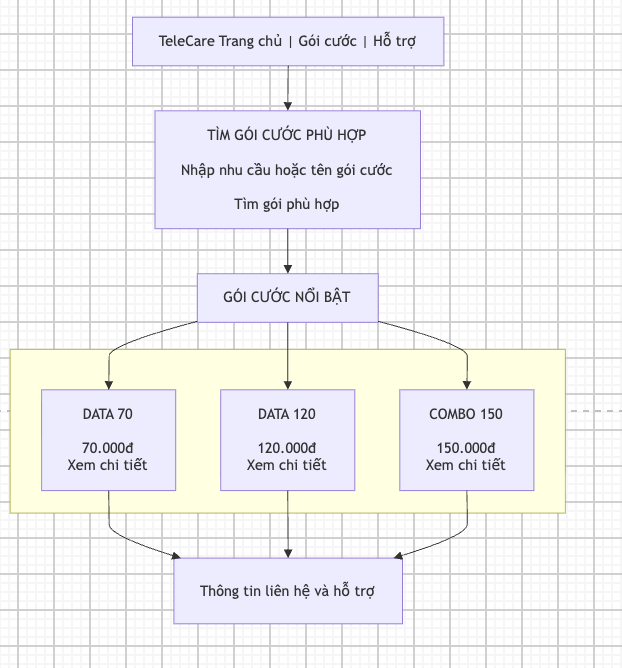 TeleCare Trang chủ | Gói cước | Hỗ trợ
TÌM GÓI CƯỚC PHÙ HỢP
Nhập nhu cầu hoặc tên gói cước
Tìm gói phù hợp
GÓI CƯỚC NỔI BẬT
DATA 70
70.000đ
Xem chi tiết
DATA 120
120.000đ
Xem chi tiết
COMBO 150
150.000đ
Xem chi tiết
Thông tin liên hệ và hỗ trợ